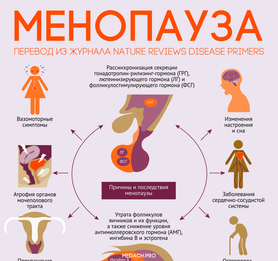 МЕНОПАУЗА
ПЕРЕВОД ИЗ ЖУРНАЛА NATURE REVIEWS DISEASE PRIMERS
Рассинхронизация секреции
гонадотропин-рилизинг-гормона (ГРГ),
лютеинизирующего гормона (ЛГ) и
фолликулостимулирующего гормона (ФСГ)
ГРГ
Вазомоторные
симптомы
Изменения
настроения
и сна
ЛГ
ФСГ
Причины и последствия
менопаузы
Атрофия органов
мочеполового
тракта
Заболевания
сердечно-сосудистой
системы
Утрата фолликулов
яичников и их функции,
а также снижение уровня
антимюллерового гормона (АМГ),
ингибина B и эстрогена
MEDACH.PRO